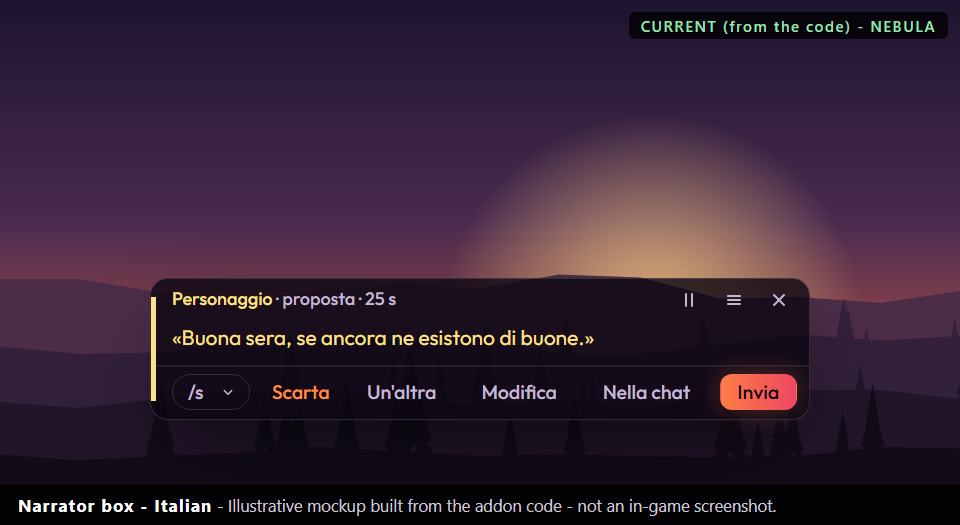 CURRENT (from the code) - NEBULA
Personaggio · proposta · 25 s
«Buona sera, se ancora ne esistono di buone.»
/s Scarta Un'altra Modifica Nella chat Invia
Narrator box - Italian - Illustrative mockup built from the addon code - not an in-game screenshot.